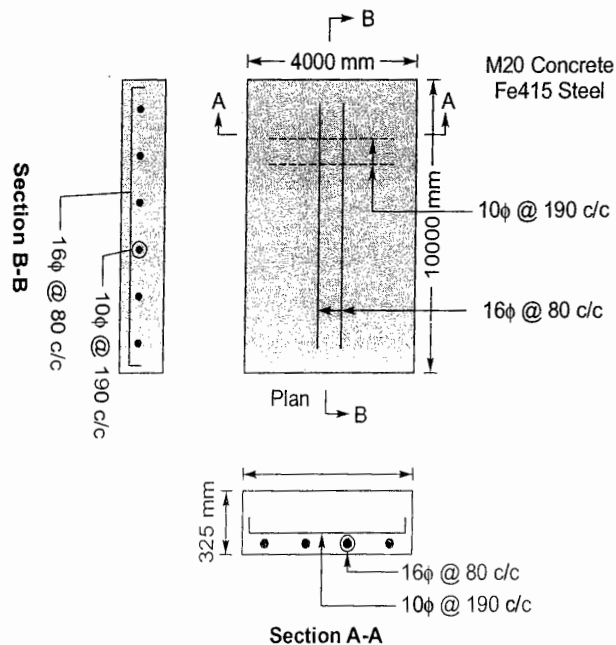 B
4000 mm
M20 Concrete
Fe415 Steel
A
A
10000 mm
10ϕ @ 190 c/c
16ϕ @ 80 c/c
Section B-B
16ϕ @ 80 c/c
10ϕ @ 190 c/c
Plan
B
325 mm
16ϕ @ 80 c/c
10ϕ @ 190 c/c
Section A-A